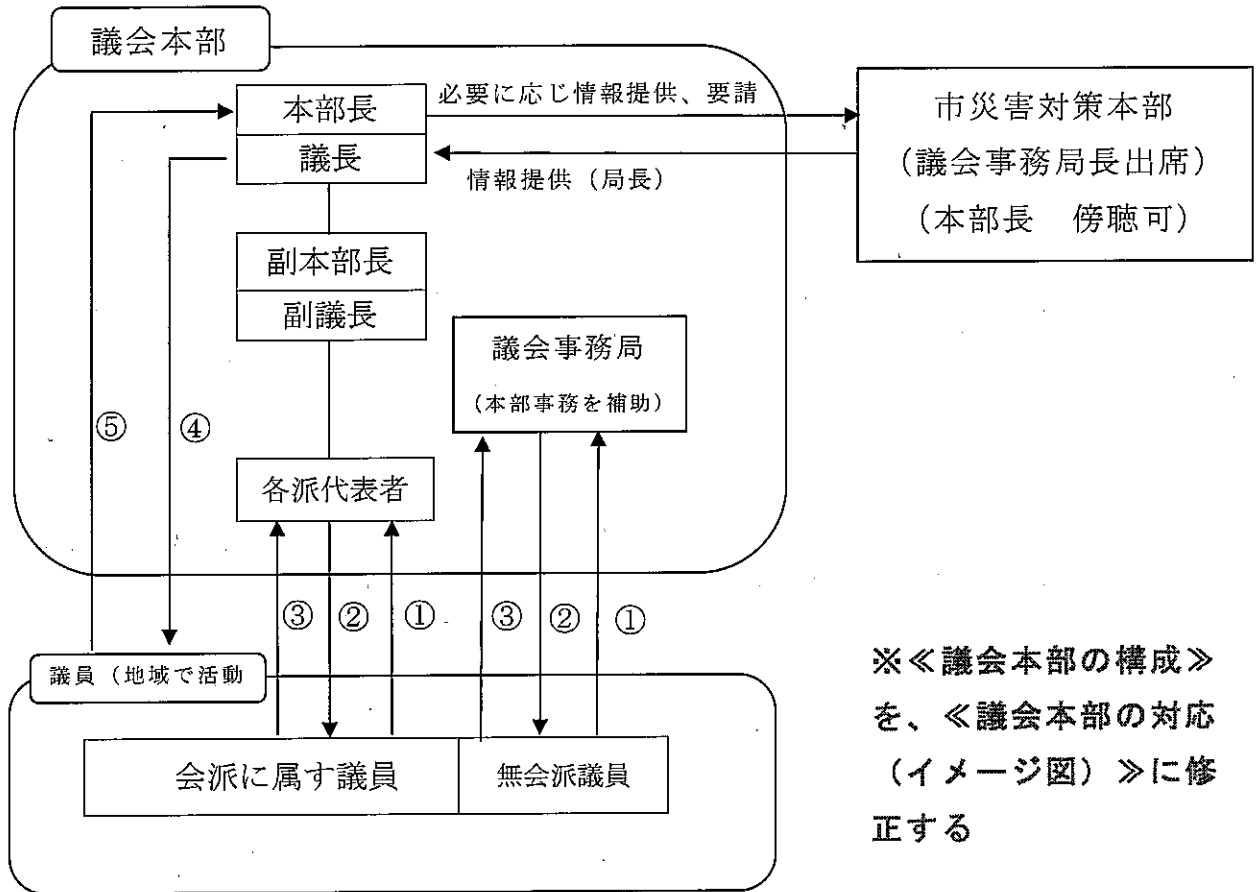 議会本部
本部長
議長
必要に応じ情報提供、要請
情報提供（局長）
市災害対策本部
（議会事務局長出席）
（本部長　傍聴可）
副本部長
副議長
議会事務局
（本部事務を補助）
⑤
④
各派代表者
③
②
①
③
②
①
議員（地域で活動
会派に属す議員
無会派議員
※≪議会本部の構成≫
を、≪議会本部の対応
（イメージ図）≫に修
正する